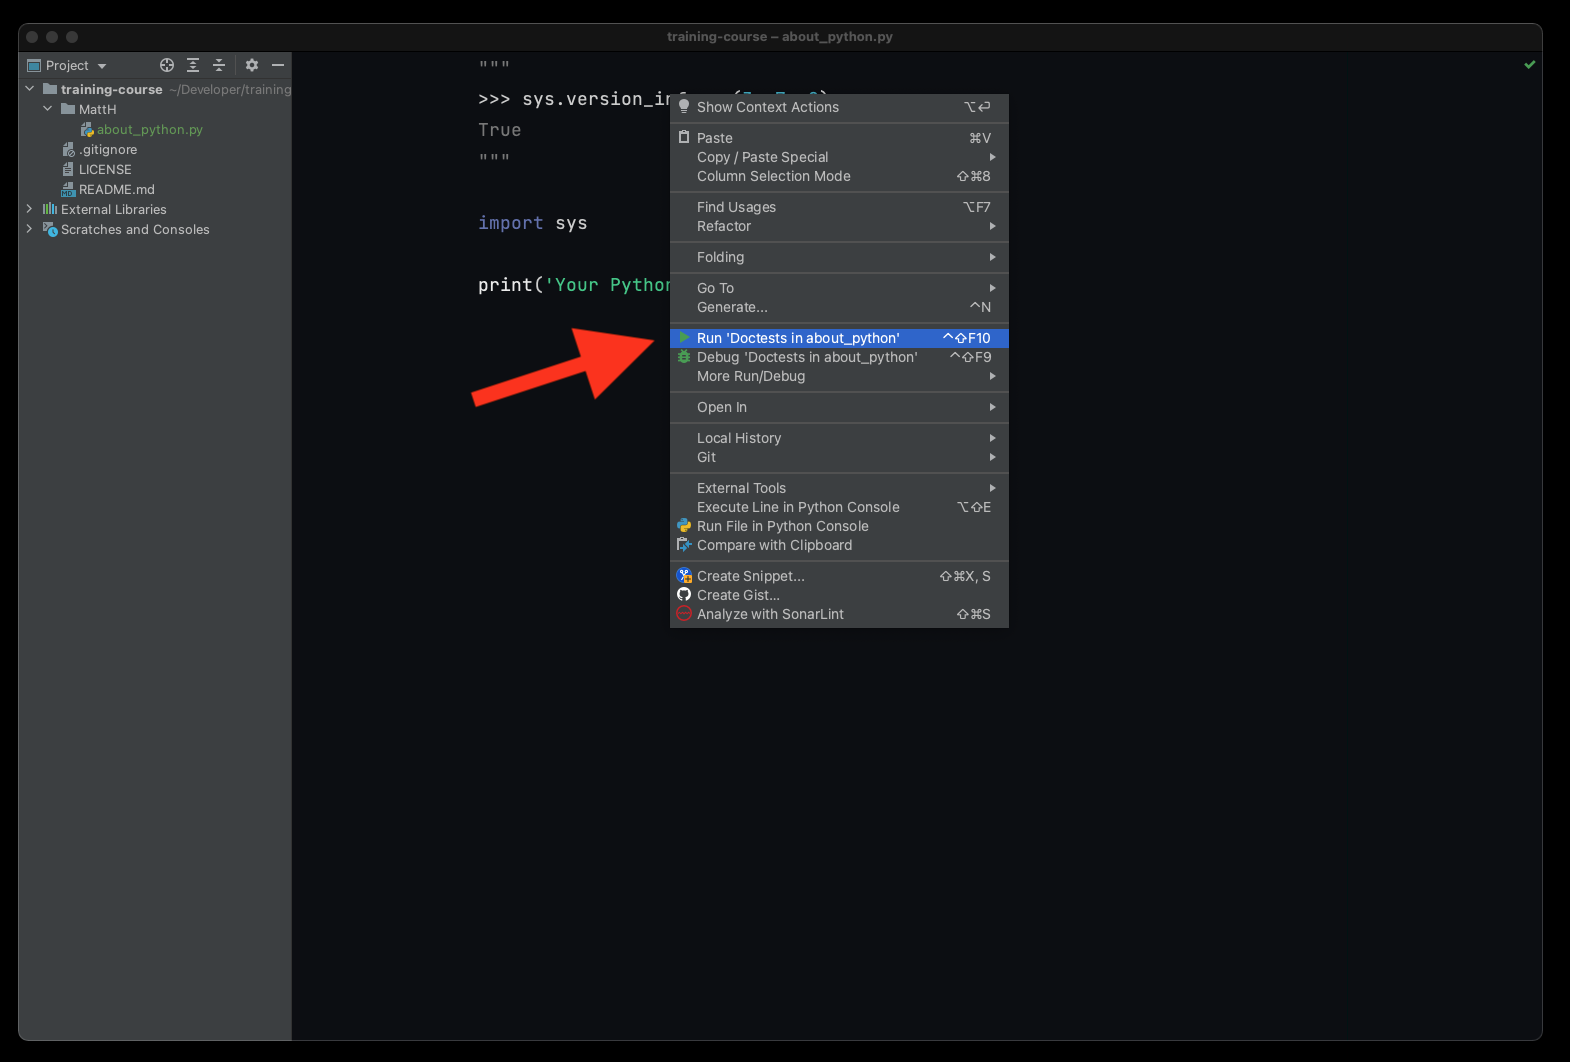 training-course – about_python.py
Project
training-course ~/Developer/training
MattH
about_python.py
.gitignore
LICENSE
README.md
External Libraries
Scratches and Consoles
"""
>>> sys.version_in
True
"""
import sys
print('Your Python
Show Context Actions ⌥⏎
Paste ⌘V
Copy / Paste Special
Column Selection Mode ⇧⌘8
Find Usages ⌥F7
Refactor
Folding
Go To
Generate... ^N
Run 'Doctests in about_python' ^⇧F10
Debug 'Doctests in about_python' ^⇧F9
More Run/Debug
Open In
Local History
Git
External Tools
Execute Line in Python Console ⌥⇧E
Run File in Python Console
Compare with Clipboard
Create Snippet... ⇧⌘X, S
Create Gist...
Analyze with SonarLint ⇧⌘S